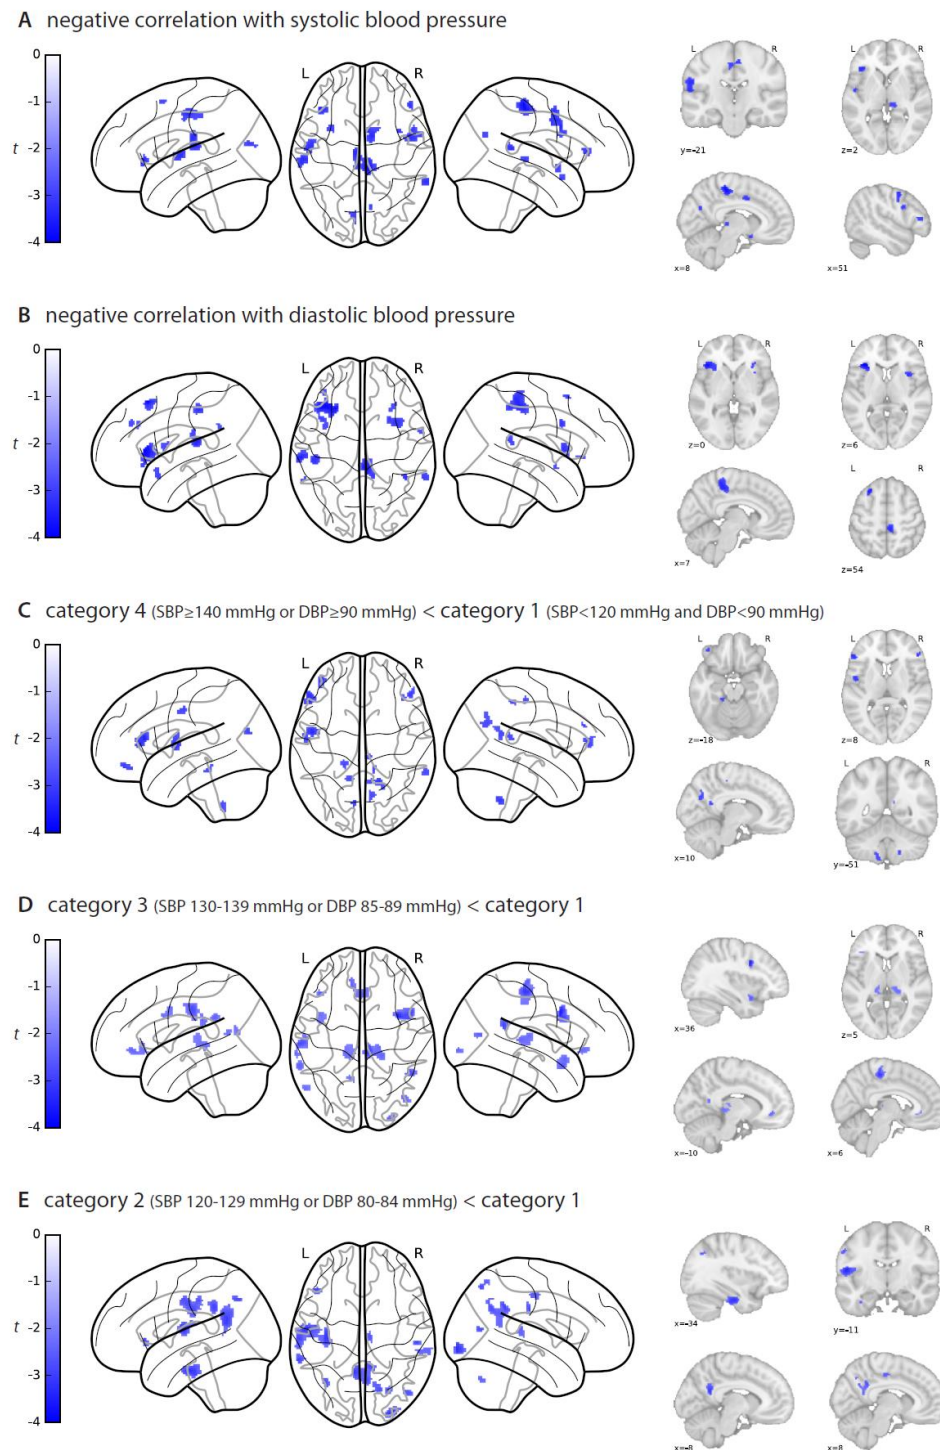 A negative correlation with systolic blood pressure
0
-1
-2
-3
-4
t
L
R
L R
y=-21
L R
z=2
x=8
x=51
B negative correlation with diastolic blood pressure
0
-1
-2
-3
-4
t
L
R
L R
z=0
L R
z=6
x=7
L R
z=54
C category 4 (SBP≥140 mmHg or DBP≥90 mmHg) < category 1 (SBP<120 mmHg and DBP<90 mmHg)
0
-1
-2
-3
-4
t
L
R
L R
z=-18
L R
z=8
x=10
L R
y=-51
D category 3 (SBP 130-139 mmHg or DBP 85-89 mmHg) < category 1
0
-1
-2
-3
-4
t
L
R
x=36
L R
z=5
x=-10
x=6
E category 2 (SBP 120-129 mmHg or DBP 80-84 mmHg) < category 1
0
-1
-2
-3
-4
t
L
R
x=-34
L R
y=-11
x=-8
x=8